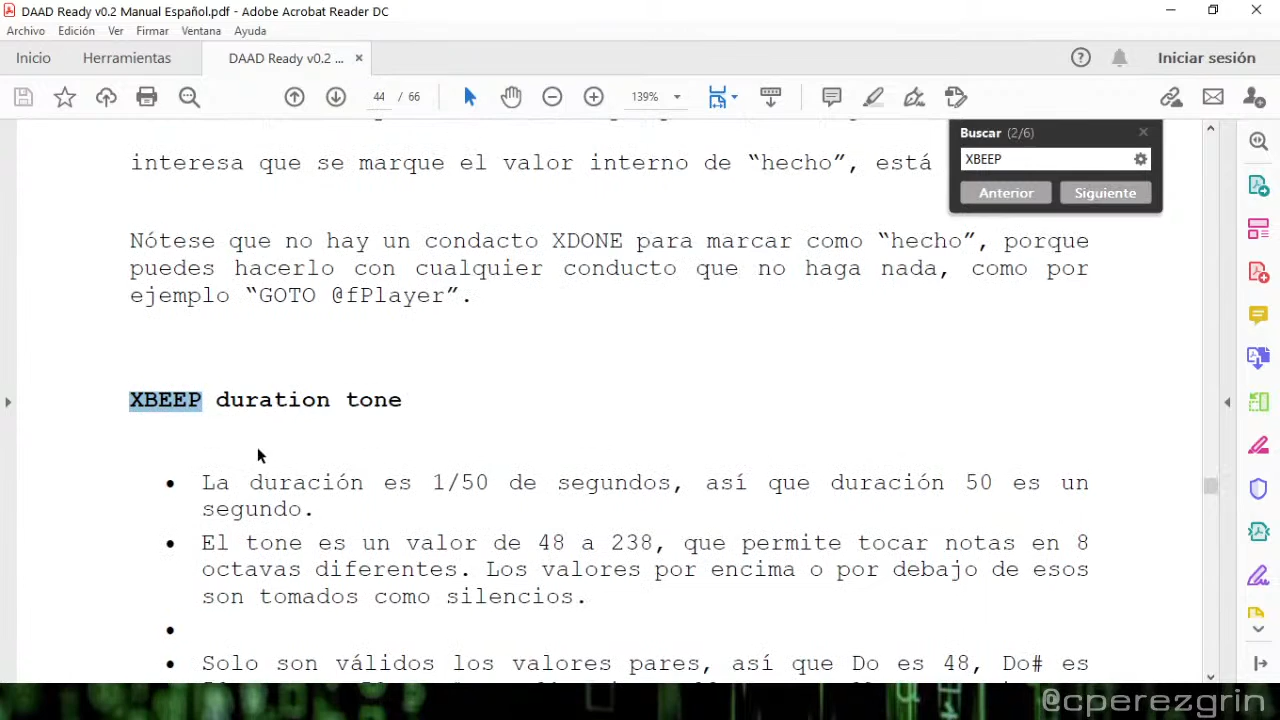 DAAD Ready v0.2 Manual Español.pdf - Adobe Acrobat Reader DC
Archivo Edición Ver Firmar Ventana Ayuda
Inicio Herramientas DAAD Ready v0.2 ... × Iniciar sesión
44 / 66 139%
Buscar (2/6)
XBEEP
Anterior Siguiente
interesa que se marque el valor interno de “hecho”, está
Nótese que no hay un condacto XDONE para marcar como “hecho”, porque
puedes hacerlo con cualquier conducto que no haga nada, como por
ejemplo “GOTO @fPlayer”.
XBEEP duration tone
• La duración es 1/50 de segundos, así que duración 50 es un
segundo.
• El tone es un valor de 48 a 238, que permite tocar notas en 8
octavas diferentes. Los valores por encima o por debajo de esos
son tomados como silencios.
•
• Solo son válidos los valores pares, así que Do es 48, Do# es
@cperezgrin